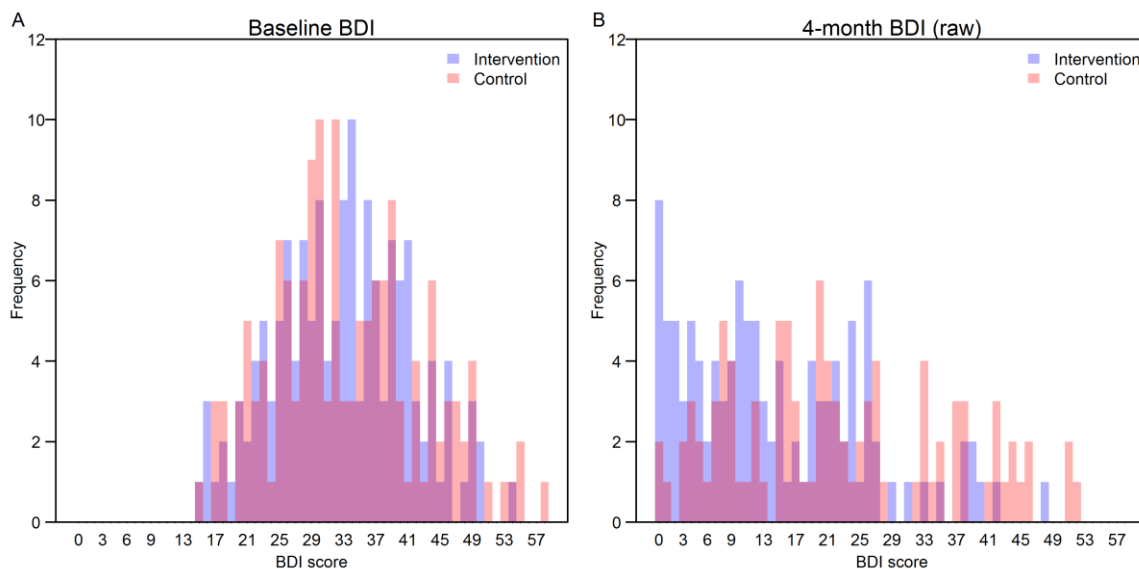 A
Baseline BDI
12
10
8
6
4
2
0
Frequency
Intervention
Control
0 3 6 9 13 17 21 25 29 33 37 41 45 49 53 57
BDI score
B
4-month BDI (raw)
12
10
8
6
4
2
0
Frequency
Intervention
Control
0 3 6 9 13 17 21 25 29 33 37 41 45 49 53 57
BDI score